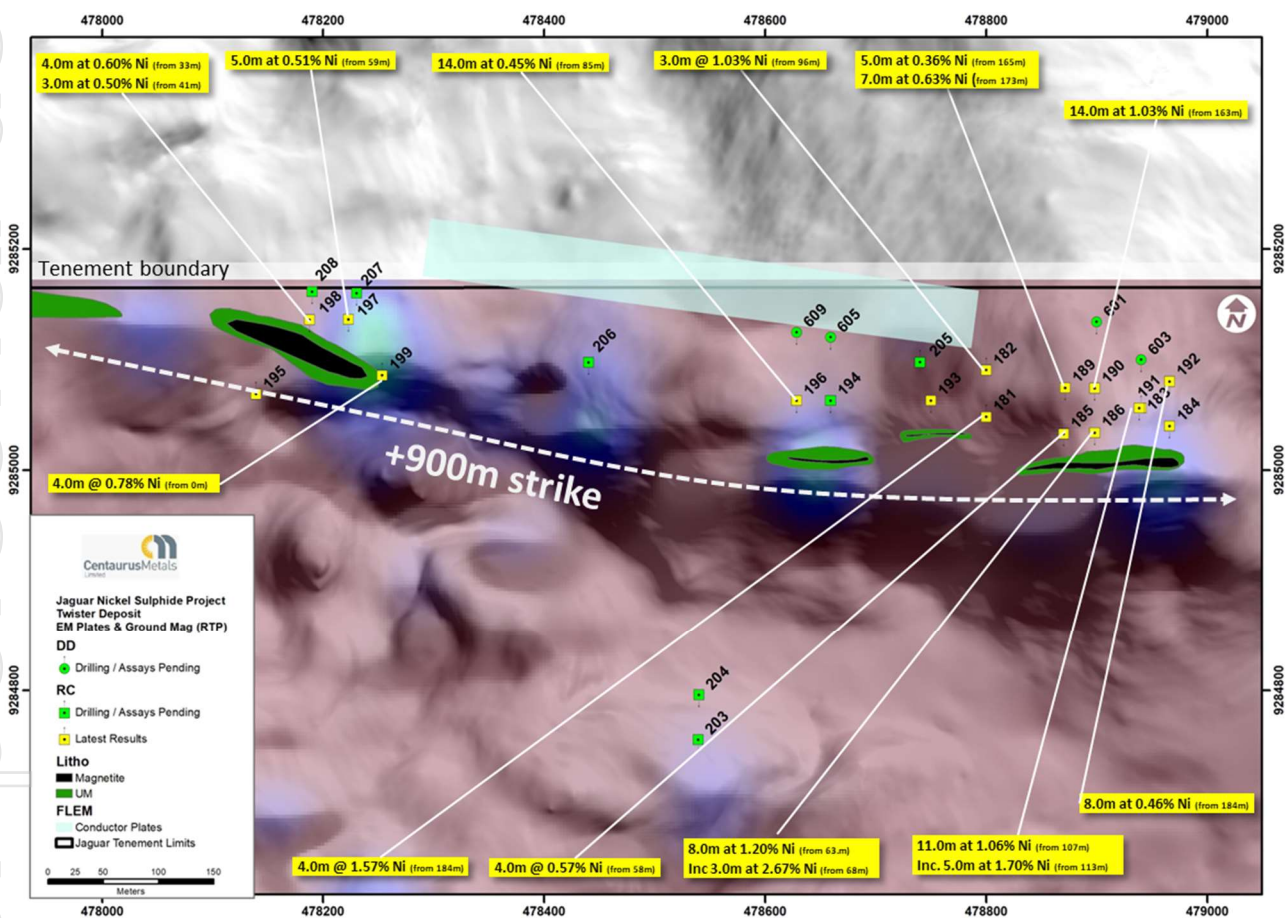 478000 478200 478400 478600 478800 479000
4.0m at 0.60% Ni (from 33m)
3.0m at 0.50% Ni (from 41m)
5.0m at 0.51% Ni (from 59m)
14.0m at 0.45% Ni (from 85m)
3.0m @ 1.03% Ni (from 96m)
5.0m at 0.36% Ni (from 165m)
7.0m at 0.63% Ni (from 173m)
14.0m at 1.03% Ni (from 163m)
9285200
9285200
Tenement boundary
208
207
198
197
206
199
195
609
605
205
182
601
603
196
194
193
181
189
190
191
192
185
186
183
184
N
+900m strike
9285000
9285000
4.0m @ 0.78% Ni (from 0m)
204
203
9284800
9284800
CentaurusMetals
Limited
Jaguar Nickel Sulphide Project
Twister Deposit
EM Plates & Ground Mag (RTP)
DD
Drilling / Assays Pending
RC
Drilling / Assays Pending
Latest Results
Litho
Magnetite
UM
FLEM
Conductor Plates
Jaguar Tenement Limits
0 25 50 100 150
Meters
4.0m @ 1.57% Ni (from 184m)
4.0m @ 0.57% Ni (from 58m)
8.0m at 1.20% Ni (from 63.m)
Inc 3.0m at 2.67% Ni (from 68m)
11.0m at 1.06% Ni (from 107m)
Inc. 5.0m at 1.70% Ni (from 113m)
8.0m at 0.46% Ni (from 184m)
478000 478200 478400 478600 478800 479000